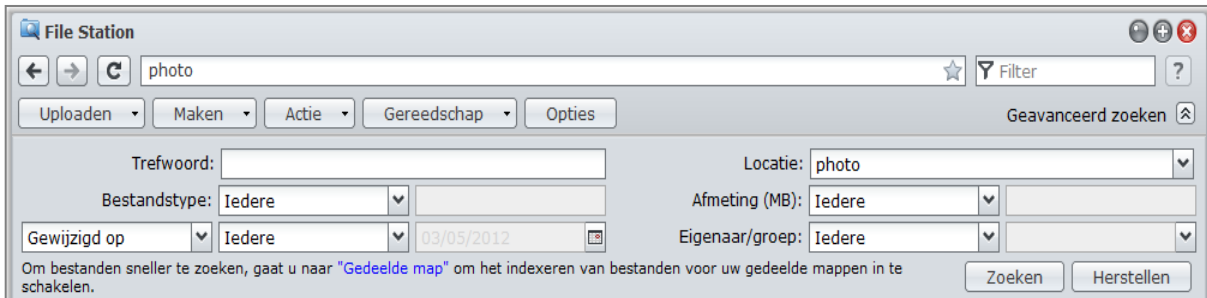 File Station
photo
Filter
?
Uploaden Maken Actie Gereedschap Opties Geavanceerd zoeken
Trefwoord: Locatie: photo
Bestandstype: Iedere Afmeting (MB): Iedere
Gewijzigd op Iedere 03/05/2012 Eigenaar/groep: Iedere
Om bestanden sneller te zoeken, gaat u naar "Gedeelde map" om het indexeren van bestanden voor uw gedeelde mappen in te
schakelen.
Zoeken Herstellen